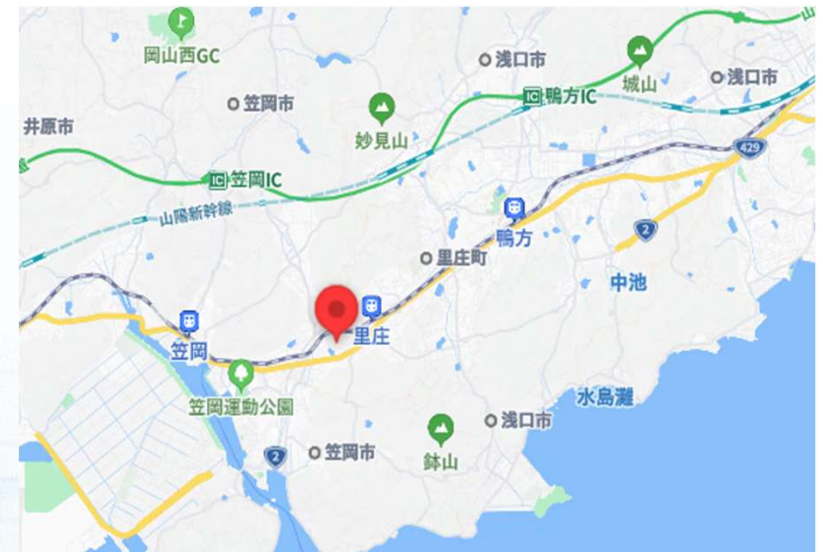 岡山西GC
浅口市
城山
浅口市
笠岡市
鴨方IC
井原市
妙見山
429
笠岡IC
山陽新幹線
鴨方
2
里庄町
中池
笠岡
里庄
笠岡運動公園
水島灘
浅口市
2
笠岡市
鉢山